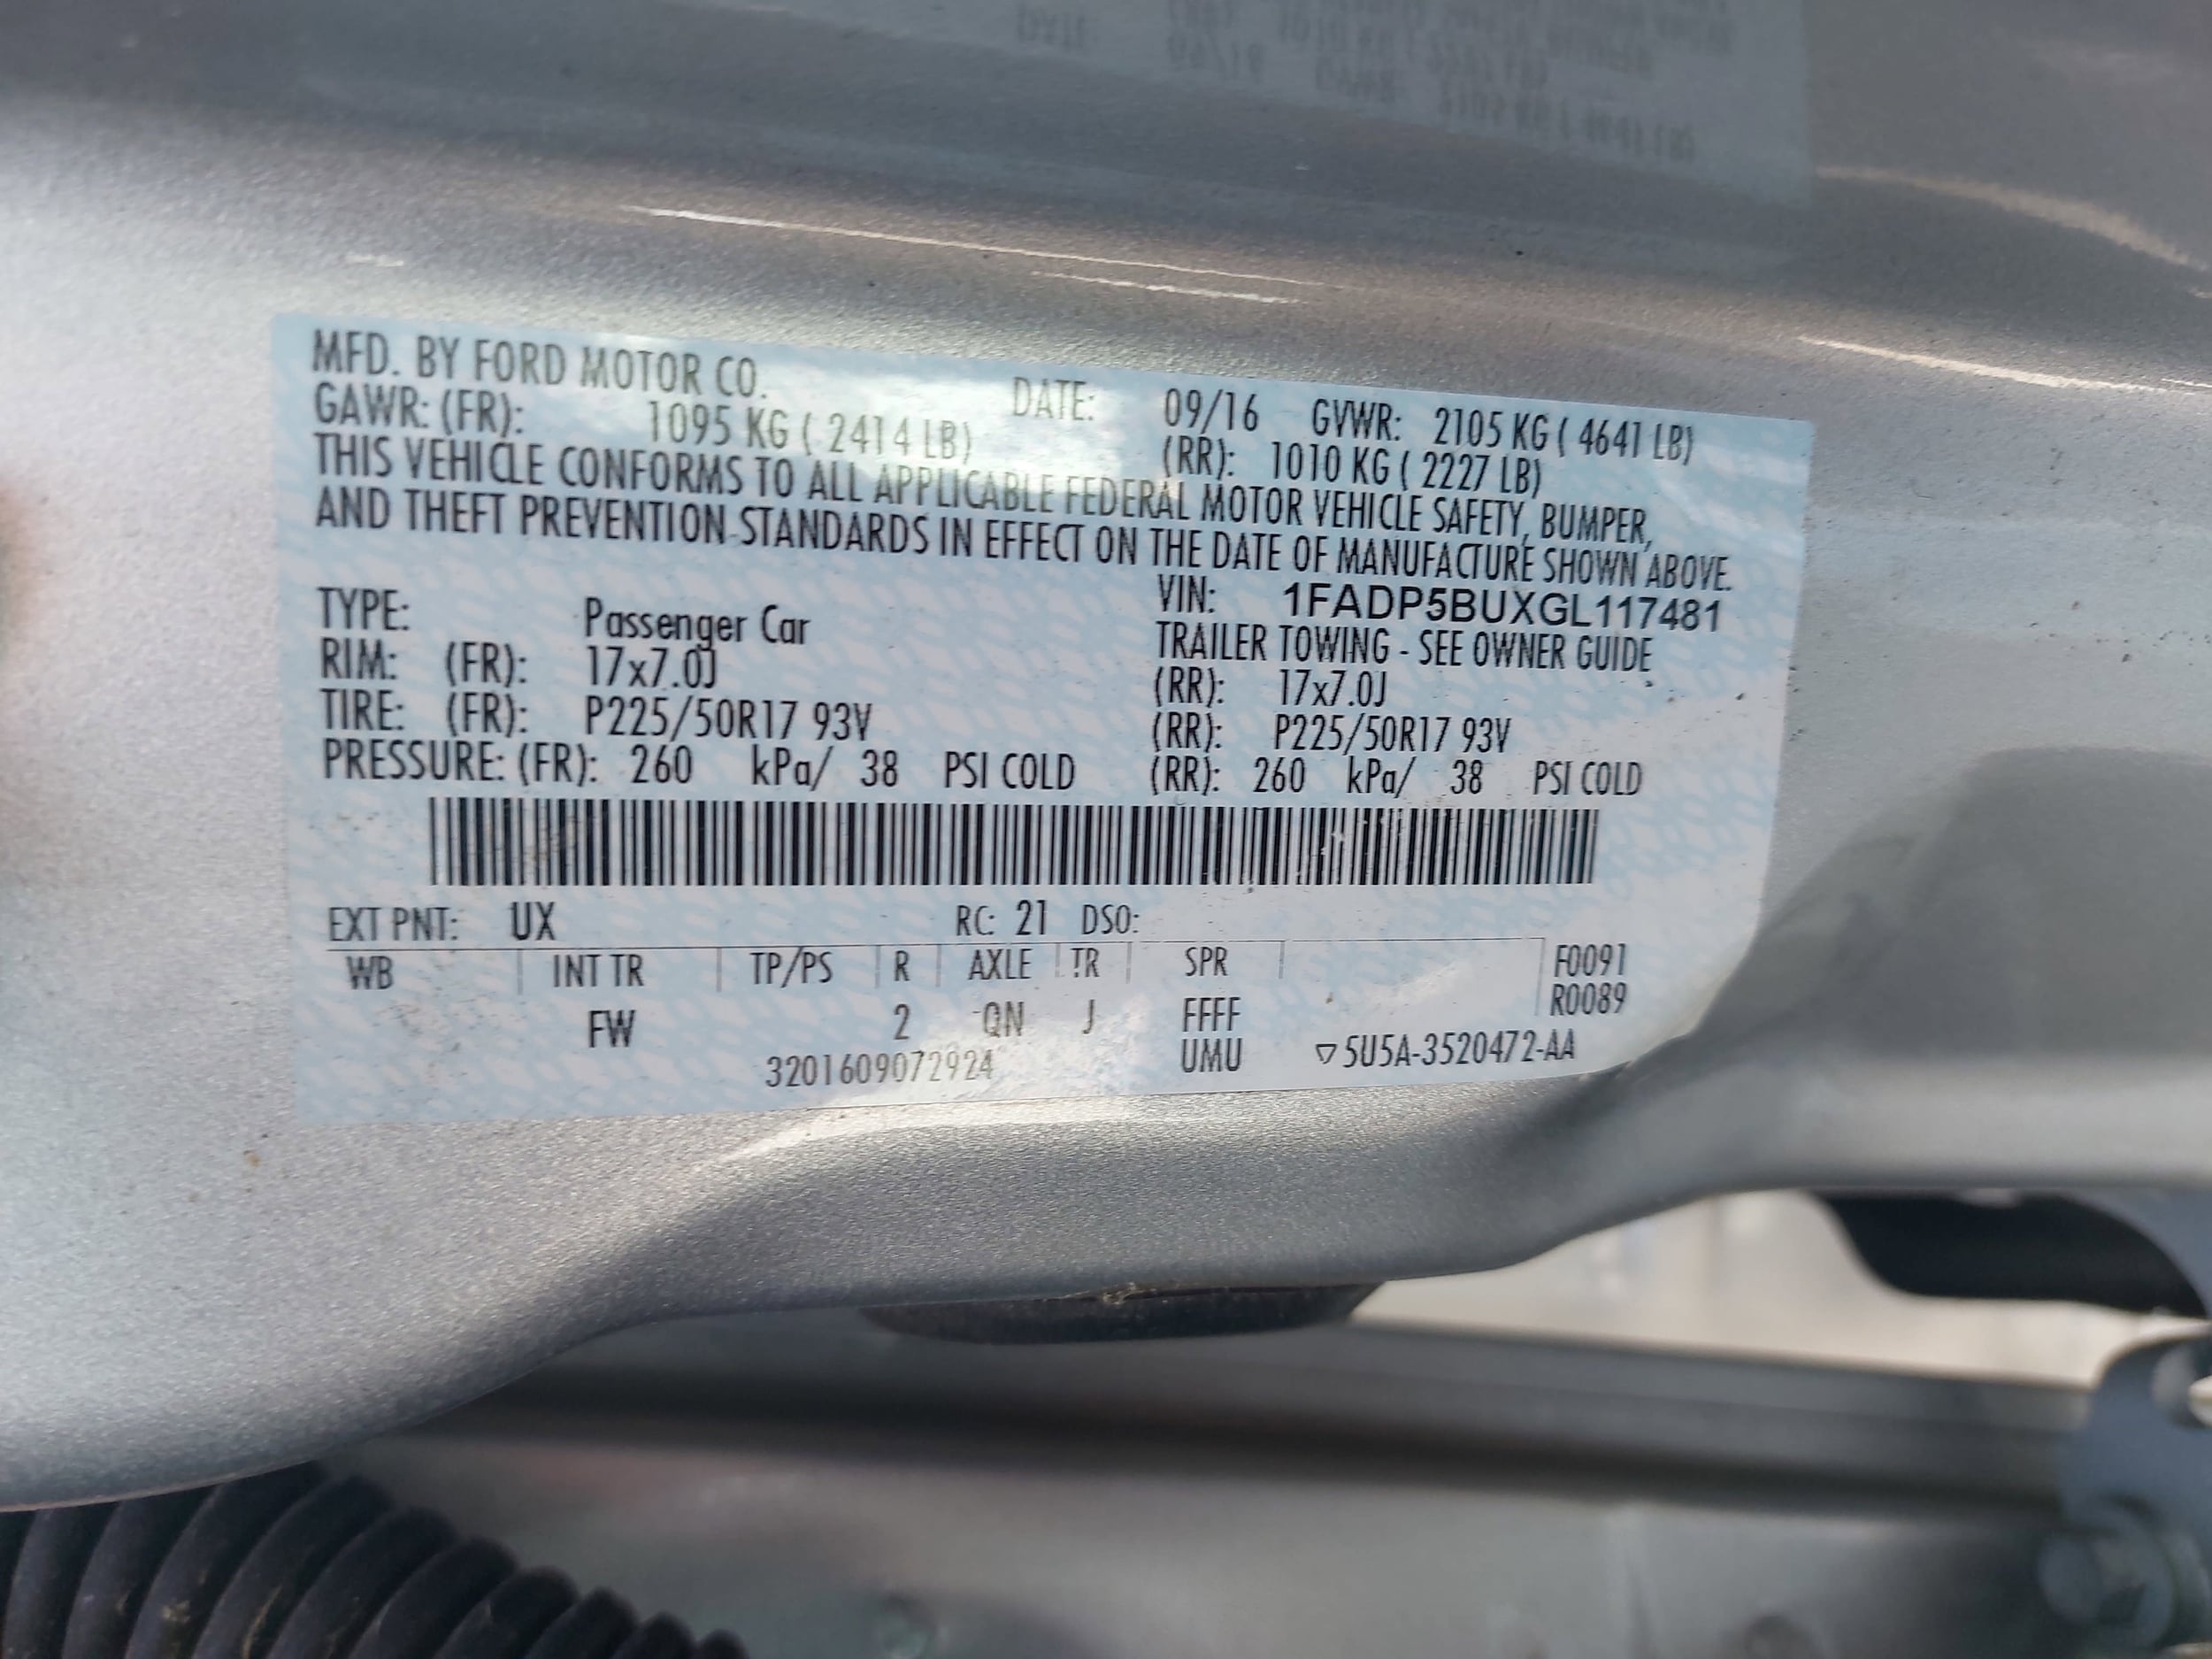 MFD. BY FORD MOTOR CO.
DATE: 09/16 GVWR: 2105 KG ( 4641 LB)
GAWR: (FR): 1095 KG ( 2414 LB) (RR): 1010 KG ( 2227 LB)
THIS VEHICLE CONFORMS TO ALL APPLICABLE FEDERAL MOTOR VEHICLE SAFETY, BUMPER,
AND THEFT PREVENTION STANDARDS IN EFFECT ON THE DATE OF MANUFACTURE SHOWN ABOVE.
VIN: 1FADP5BUXGL117481
TYPE: Passenger Car TRAILER TOWING - SEE OWNER GUIDE
RIM: (FR): 17x7.0J (RR): 17x7.0J
TIRE: (FR): P225/50R17 93V (RR): P225/50R17 93V
PRESSURE: (FR): 260 kPa/ 38 PSI COLD (RR): 260 kPa/ 38 PSI COLD
EXT PNT: UX RC: 21 DSO:
WB INT TR TP/PS R AXLE TR SPR F0091
R0089
FW 2 QN J FFFF
3201609072924 UMU ▽5U5A-3520472-AA